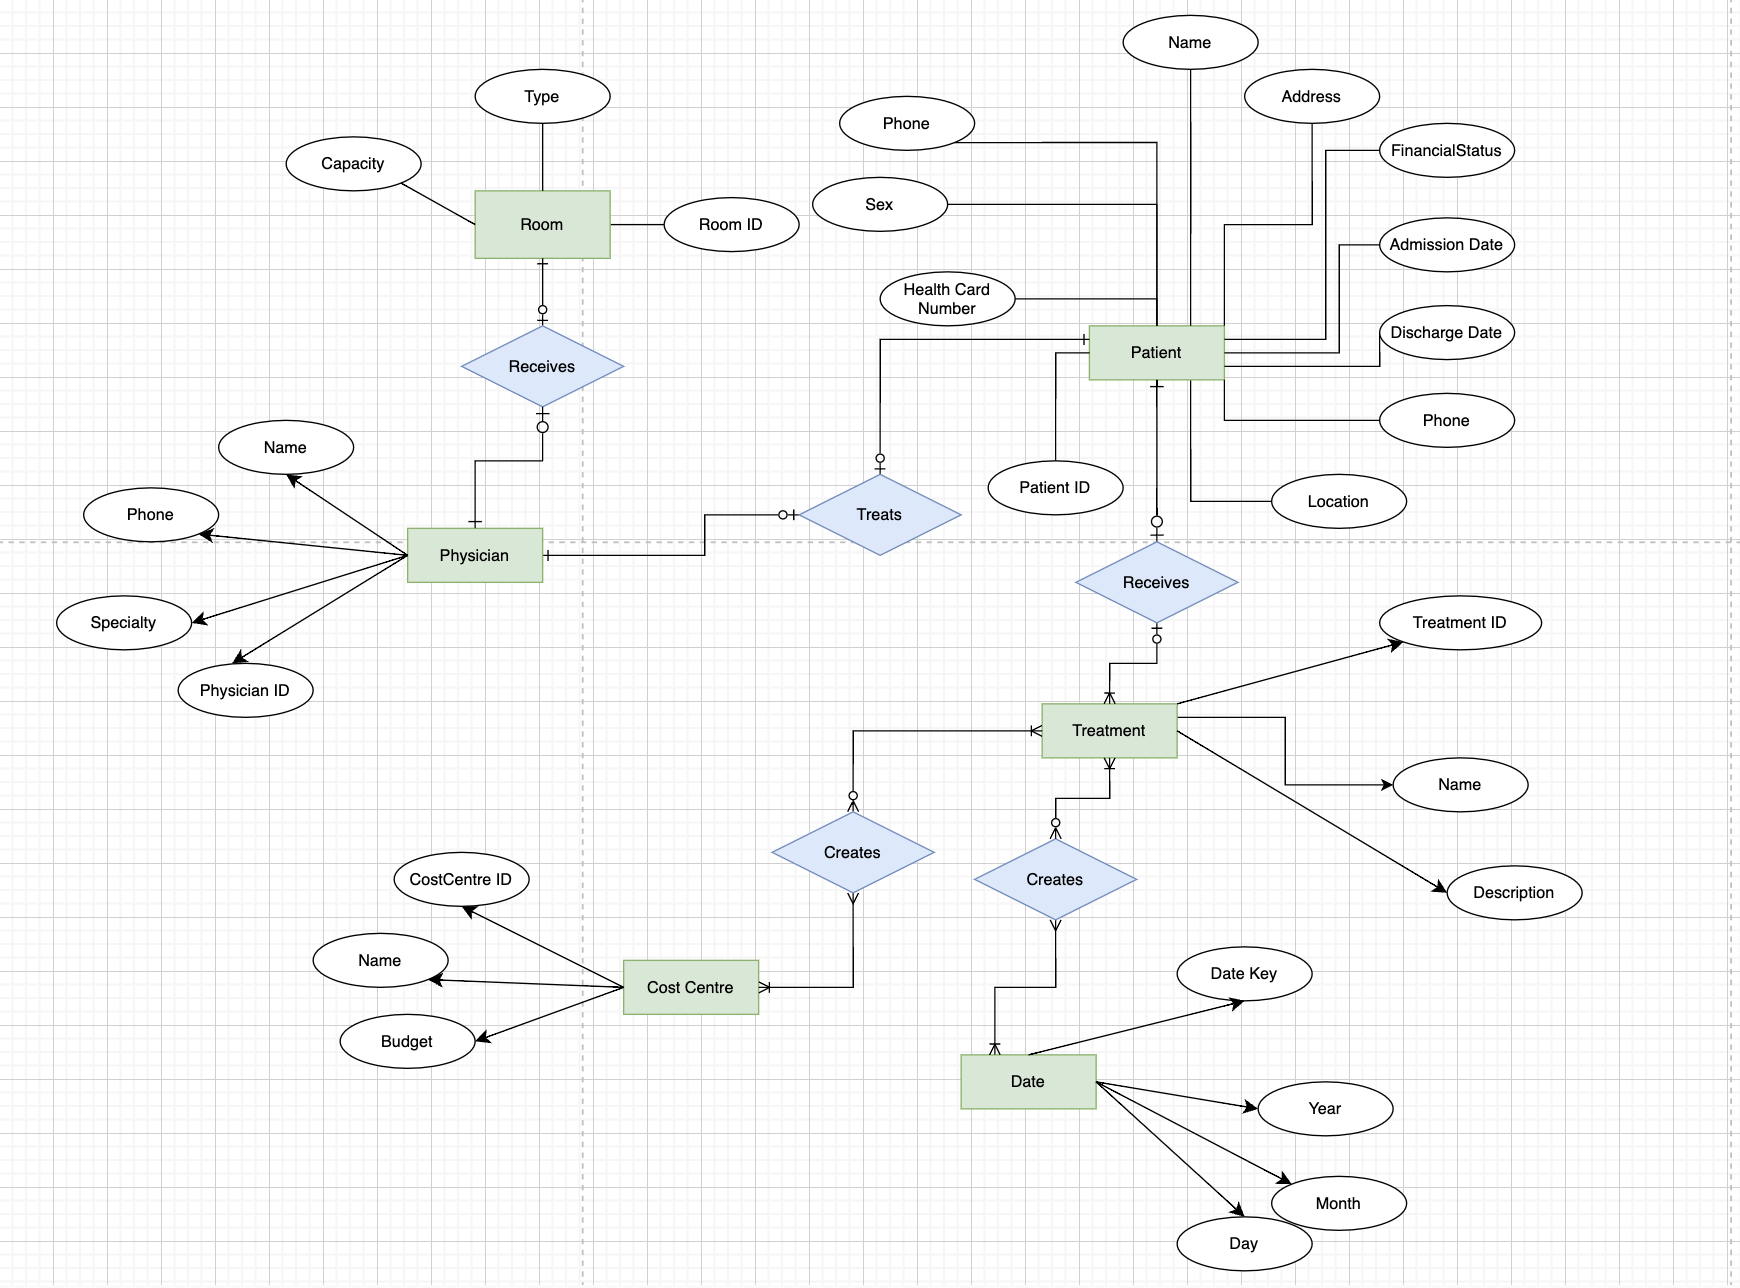 Name
Type
Address
Phone
FinancialStatus
Capacity
Sex
Room
Room ID
Admission Date
Health Card
Number
Discharge Date
Patient
Receives
Phone
Name
Patient ID
Location
Phone
Treats
Physician
Receives
Specialty
Treatment ID
Physician ID
Treatment
Name
Creates
CostCentre ID
Creates
Description
Name
Date Key
Cost Centre
Budget
Date
Year
Month
Day